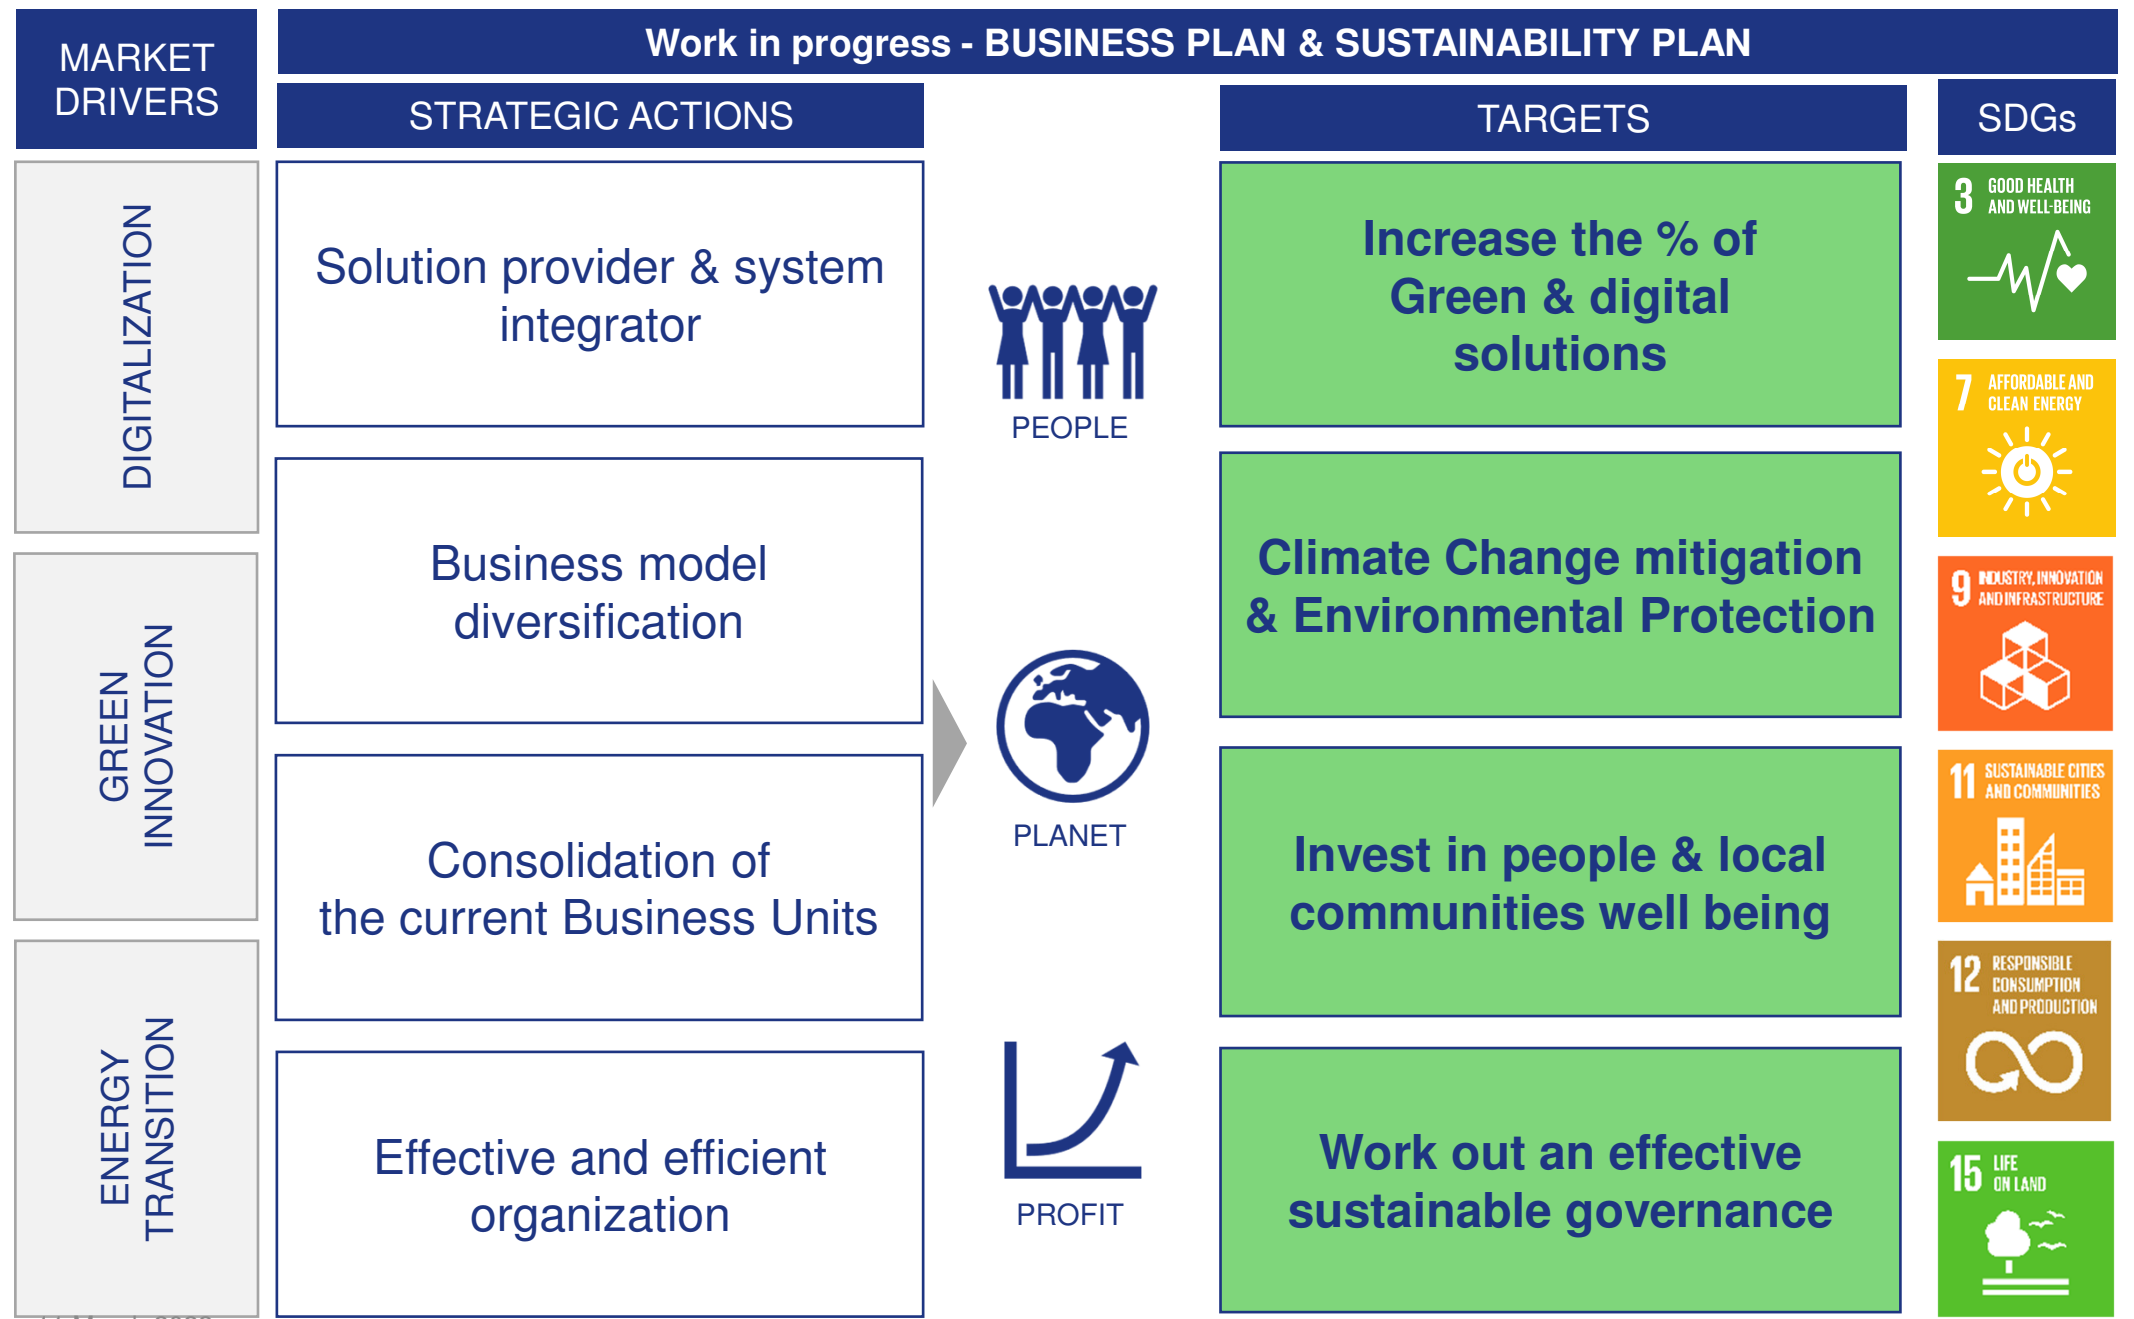 MARKET
DRIVERS
Work in progress - BUSINESS PLAN & SUSTAINABILITY PLAN
STRATEGIC ACTIONS
TARGETS
SDGs
DIGITALIZATION
GREEN
INNOVATION
ENERGY
TRANSITION
Solution provider & system
integrator
Business model
diversification
Consolidation of
the current Business Units
Effective and efficient
organization
PEOPLE
PLANET
PROFIT
Increase the % of
Green & digital
solutions
Climate Change mitigation
& Environmental Protection
Invest in people & local
communities well being
Work out an effective
sustainable governance
3 GOOD HEALTH
AND WELL-BEING
7 AFFORDABLE AND
CLEAN ENERGY
9 INDUSTRY, INNOVATION
AND INFRASTRUCTURE
11 SUSTAINABLE CITIES
AND COMMUNITIES
12 RESPONSIBLE
CONSUMPTION
AND PRODUCTION
15 LIFE
ON LAND